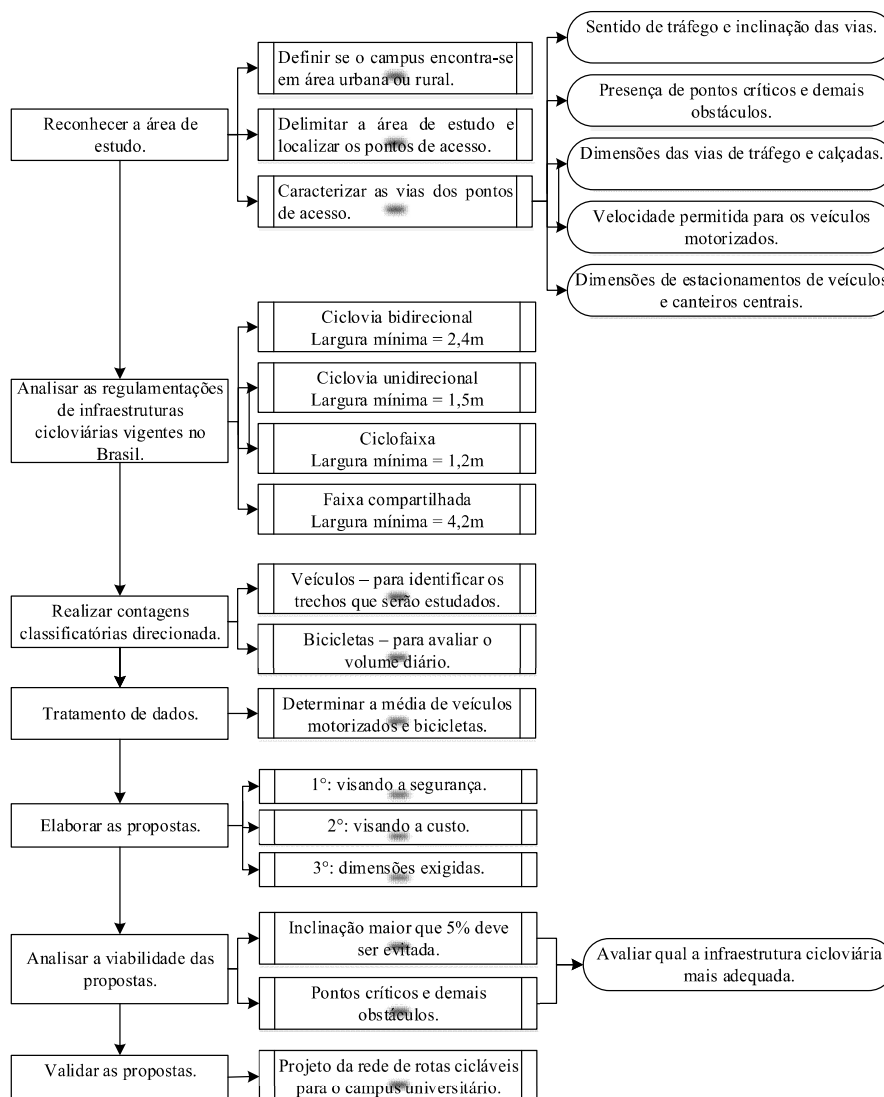 Reconhecer a área de
estudo.
Definir se o campus encontra-se
em área urbana ou rural.
Delimitar a área de estudo e
localizar os pontos de acesso.
Caracterizar as vias dos pontos
de acesso.
Sentido de tráfego e inclinação das vias.
Presença de pontos críticos e demais
obstáculos.
Dimensões das vias de tráfego e calçadas.
Velocidade permitida para os veículos
motorizados.
Dimensões de estacionamentos de veículos
e canteiros centrais.
Analisar as regulamentações
de infraestruturas
cicloviárias vigentes no
Brasil.
Ciclovia bidirecional
Largura mínima = 2,4m
Ciclovia unidirecional
Largura mínima = 1,5m
Ciclofaixa
Largura mínima = 1,2m
Faixa compartilhada
Largura mínima = 4,2m
Realizar contagens
classificatórias direcionada.
Veículos – para identificar os
trechos que serão estudados.
Bicicletas – para avaliar o
volume diário.
Tratamento de dados.
Determinar a média de veículos
motorizados e bicicletas.
Elaborar as propostas.
1°: visando a segurança.
2°: visando a custo.
3°: dimensões exigidas.
Analisar a viabilidade das
propostas.
Inclinação maior que 5% deve
ser evitada.
Pontos críticos e demais
obstáculos.
Avaliar qual a infraestrutura cicloviária
mais adequada.
Validar as propostas.
Projeto da rede de rotas cicláveis
para o campus universitário.